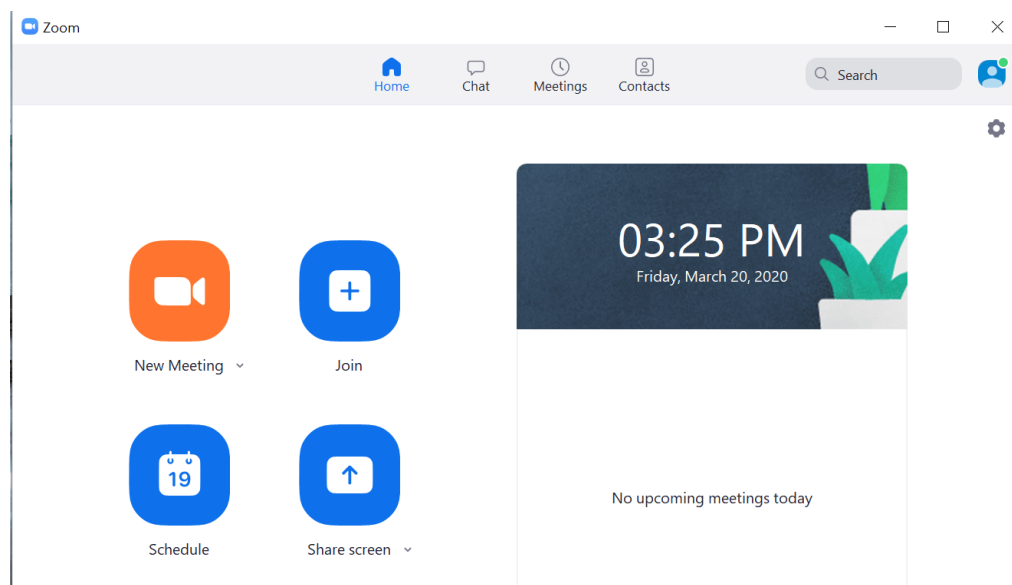 Zoom
Home
Chat
Meetings
Contacts
Search
03:25 PM
Friday, March 20, 2020
New Meeting
Join
19
Schedule
Share screen
No upcoming meetings today